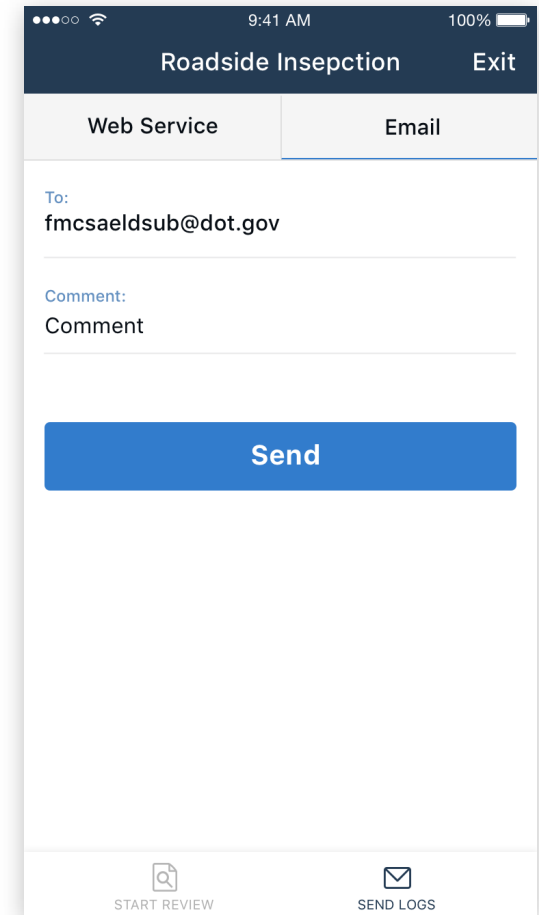 9:41 AM 100%
Roadside Insepction Exit
Web Service Email
To:
fmcsaeldsub@dot.gov
Comment:
Comment
Send
START REVIEW SEND LOGS